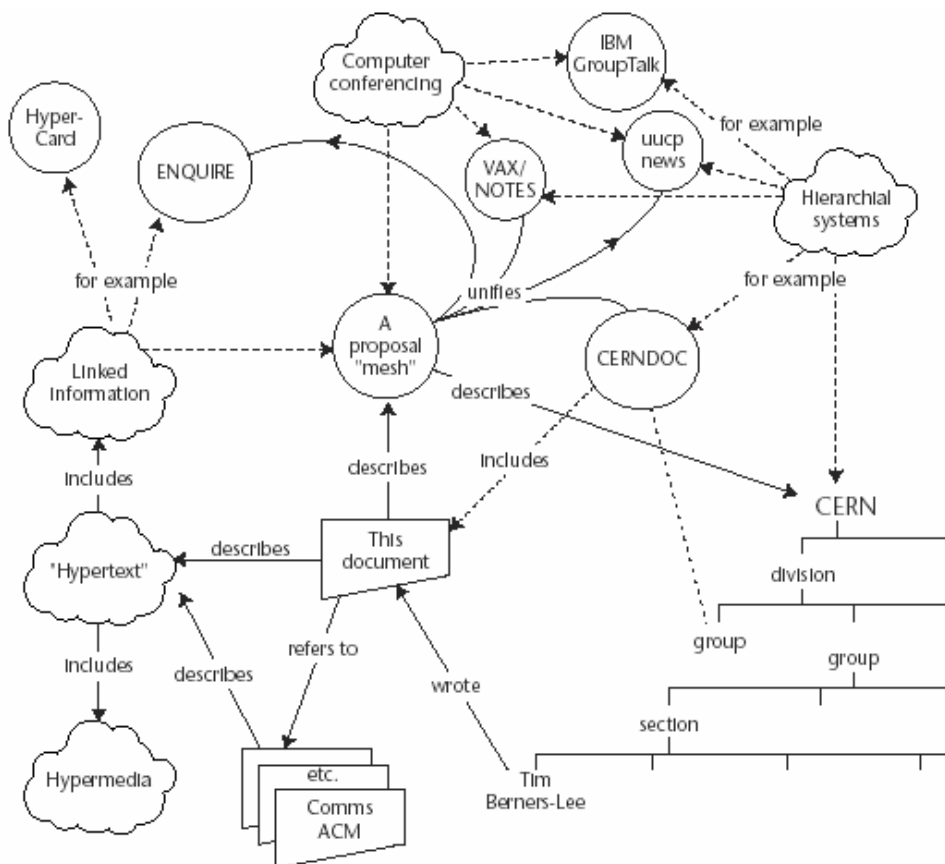 IBM
GroupTalk
Computer
conferencing
Hyper-
Card
for example
uucp
news
ENQUIRE
VAX/
NOTES
Hierarchial
systems
for example
unifies
for example
A
proposal
"mesh"
CERNDOC
Linked
information
describes
includes
describes
includes
CERN
This
document
describes
"Hypertext"
division
refers to
group
group
includes
describes
wrote
section
Hypermedia
etc.
Tim
Berners-Lee
Comms
ACM